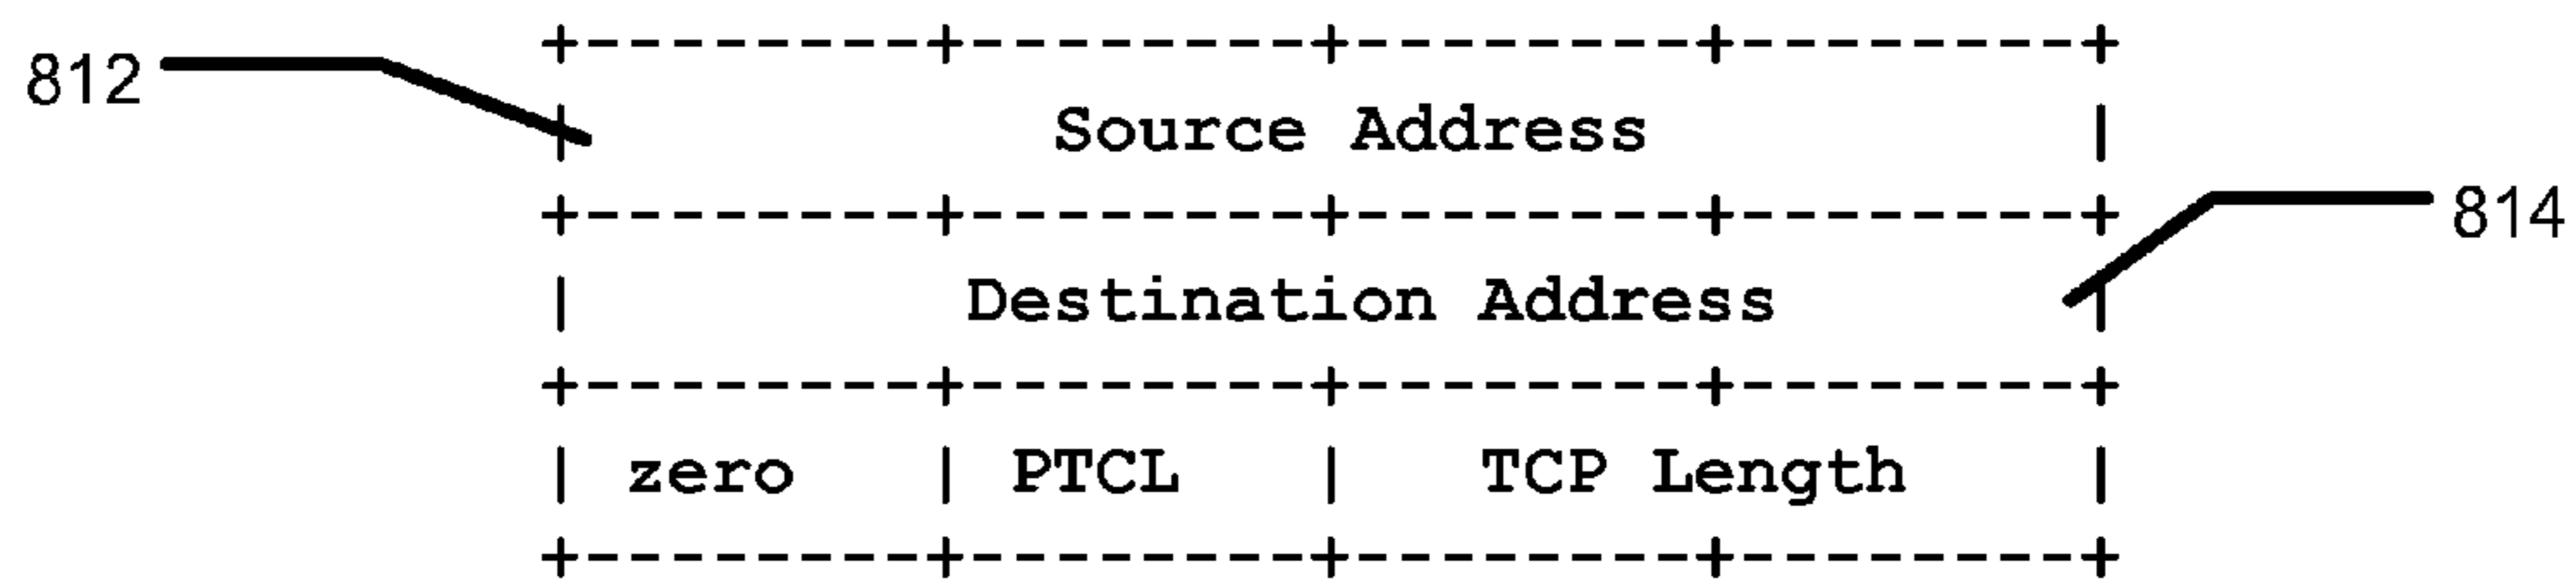 +--------+--------+--------+--------+
812 | Source Address |
+--------+--------+--------+--------+ 814
| Destination Address |
+--------+--------+--------+--------+
| zero | PTCL | TCP Length |
+--------+--------+--------+--------+